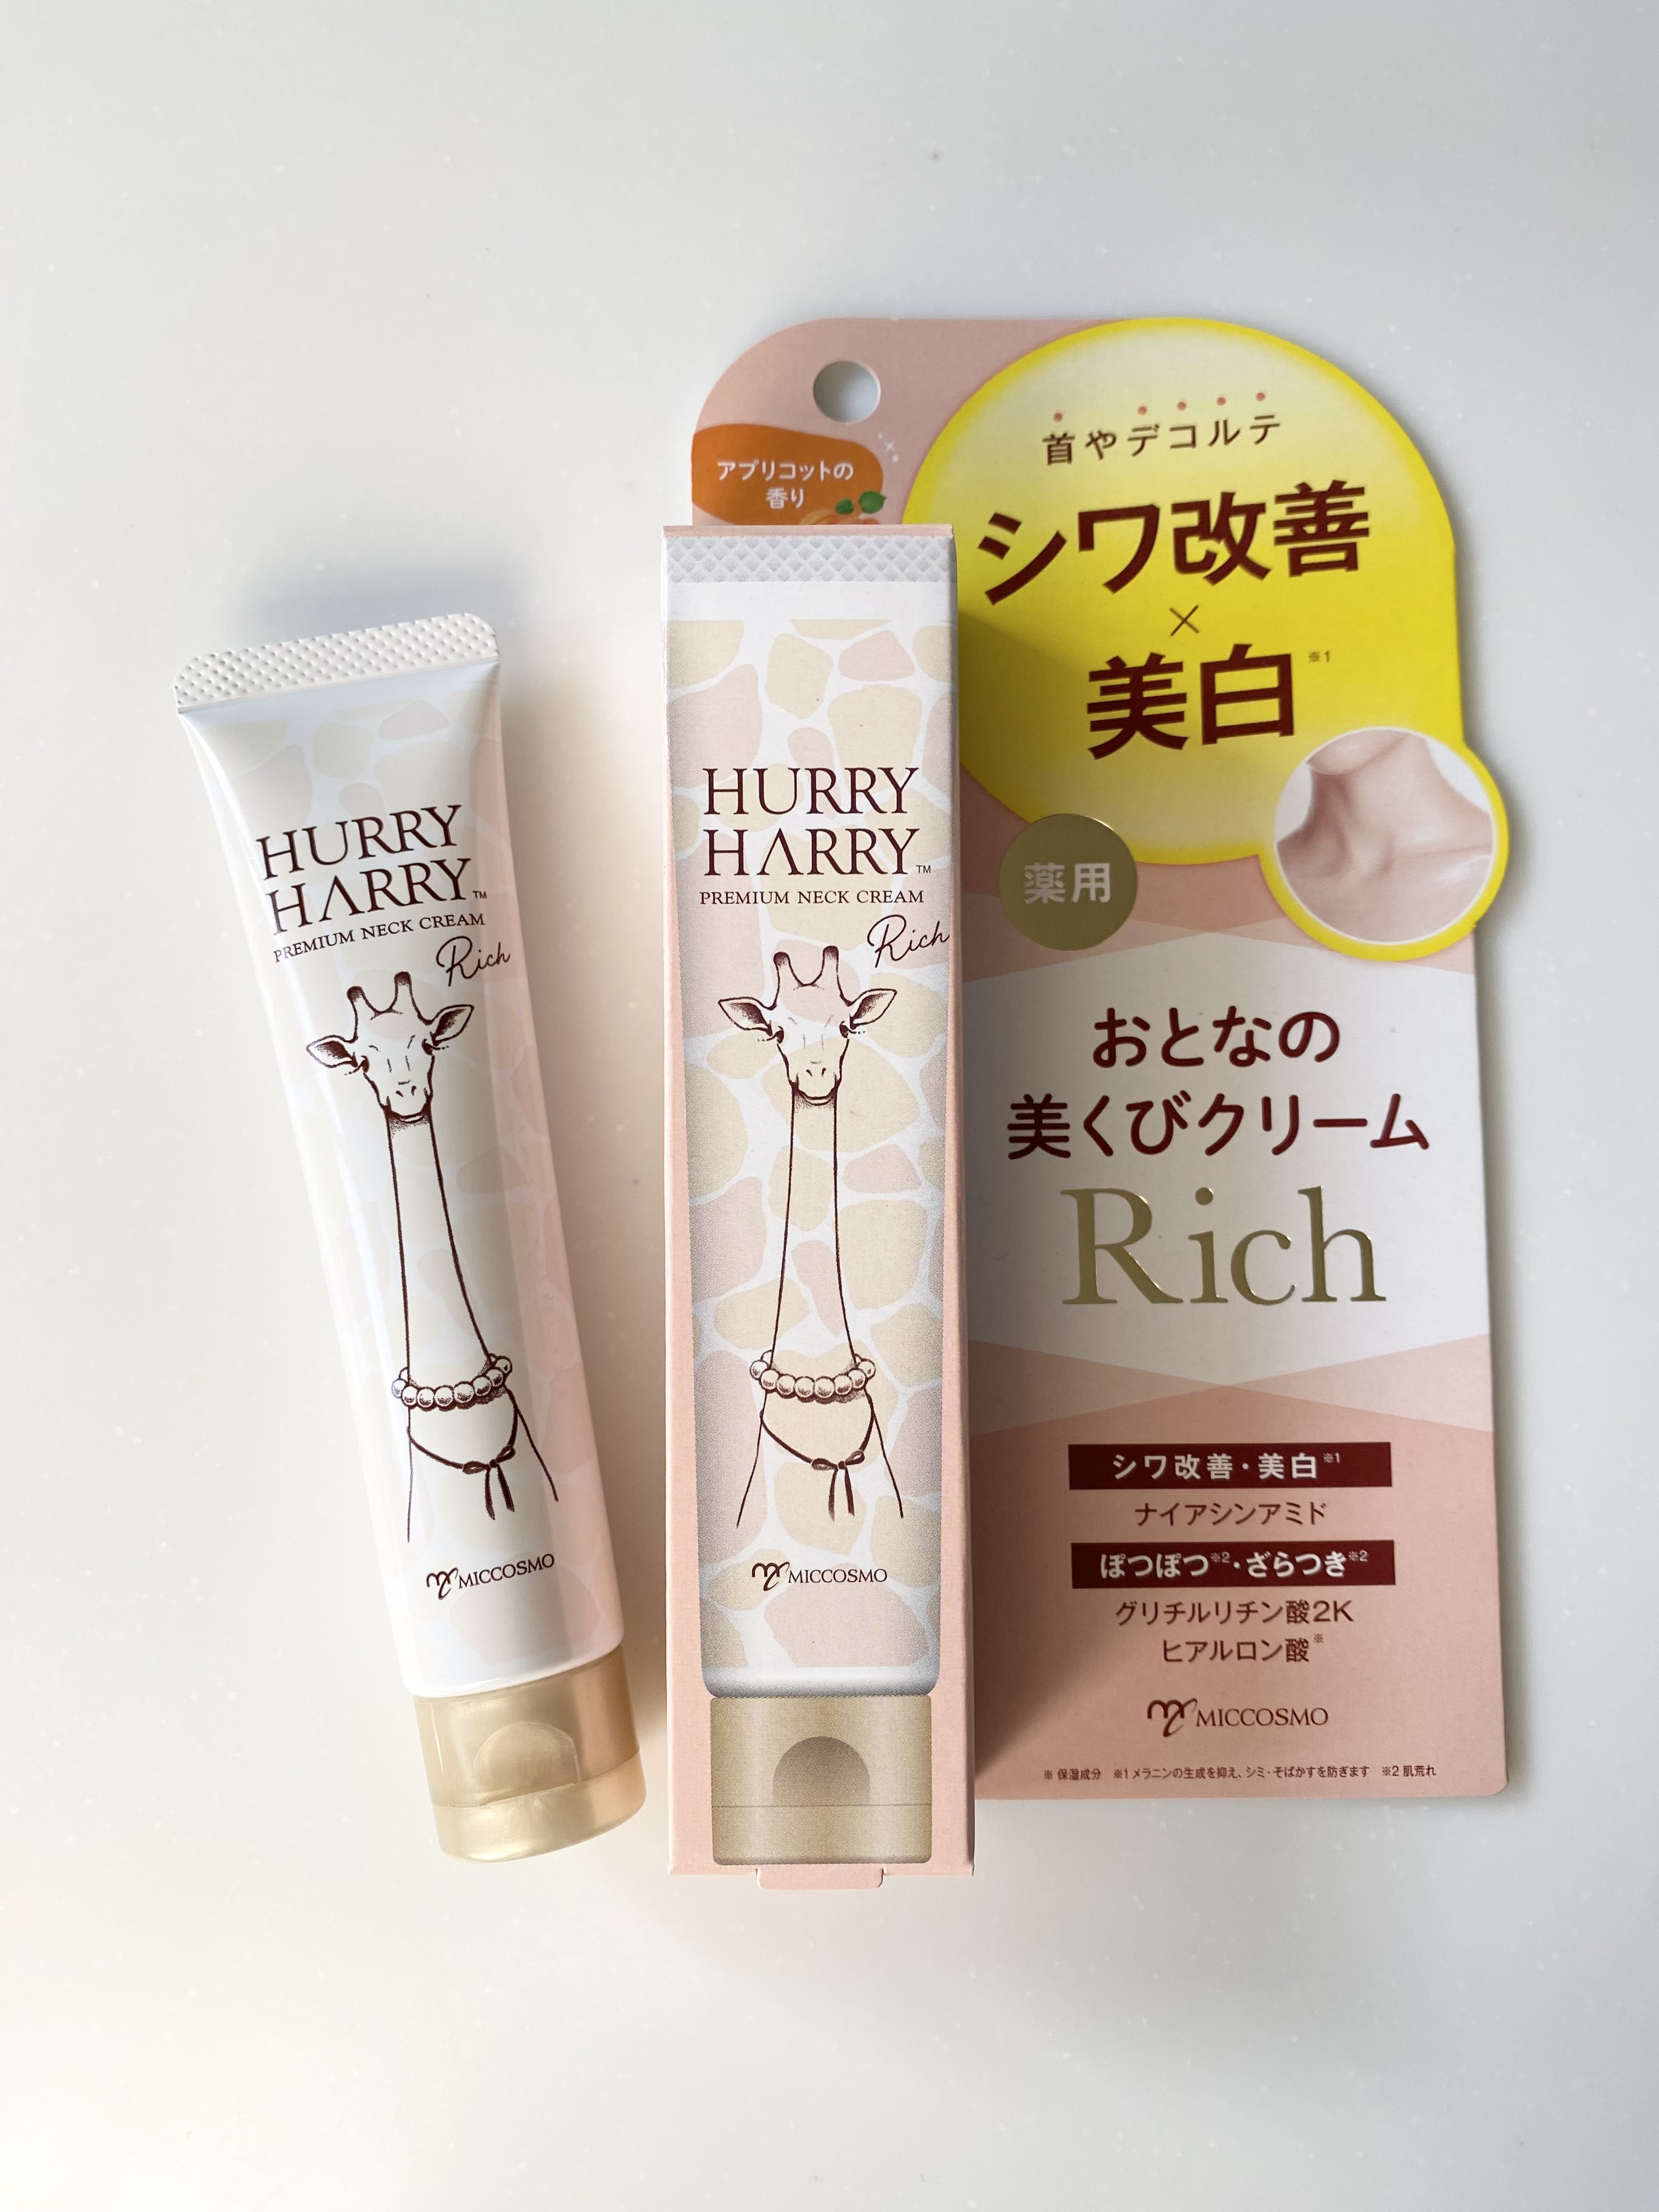 HURRY
HARRY™
PREMIUM NECK CREAM
Rich
MICCOSMO
HURRY
HARRY™
PREMIUM NECK CREAM
Rich
MICCOSMO
アプリコットの
香り
首やデコルテ
シワ改善
×
美白※1
薬用
おとなの
美くびクリーム
Rich
シワ改善・美白※1
ナイアシンアミド
ぽつぽつ※2・ざらつき※2
グリチルリチン酸2K
ヒアルロン酸※
MICCOSMO
※ 保湿成分 ※1 メラニンの生成を抑え、シミ・そばかすを防ぎます ※2 肌荒れ